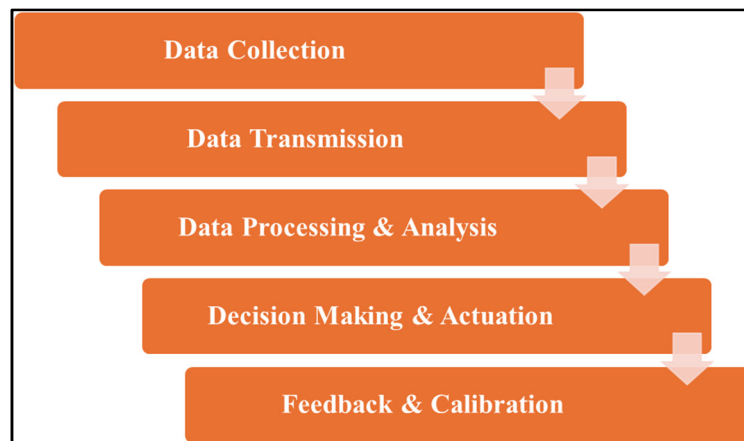 Data Collection
Data Transmission
Data Processing & Analysis
Decision Making & Actuation
Feedback & Calibration